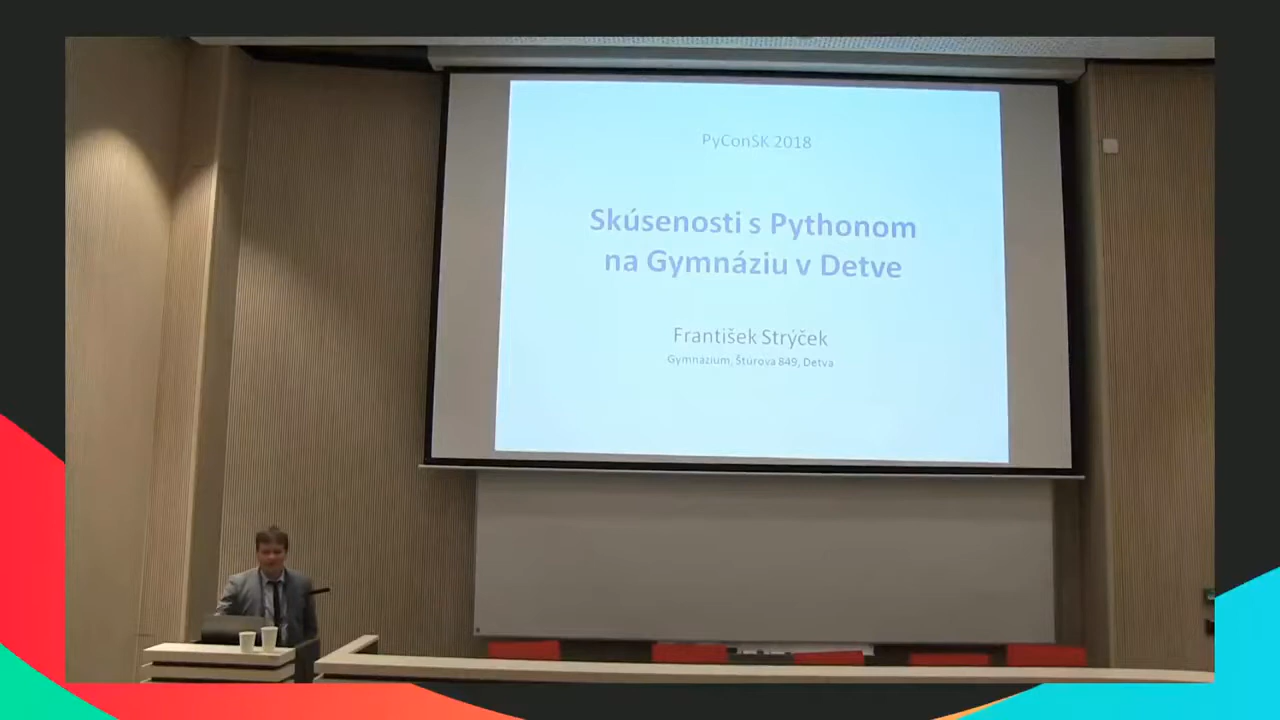 PyConSK 2018
Skúsenosti s Pythonom
na Gymnáziu v Detve
František Strýček
Gymnázium, Štúrova 849, Detva